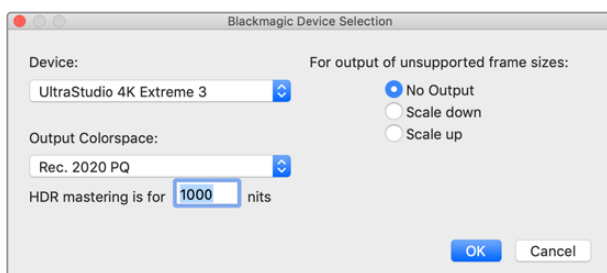 Blackmagic Device Selection
Device:
UltraStudio 4K Extreme 3
Output Colorspace:
Rec. 2020 PQ
HDR mastering is for 1000 nits
For output of unsupported frame sizes:
No Output
Scale down
Scale up
OK Cancel